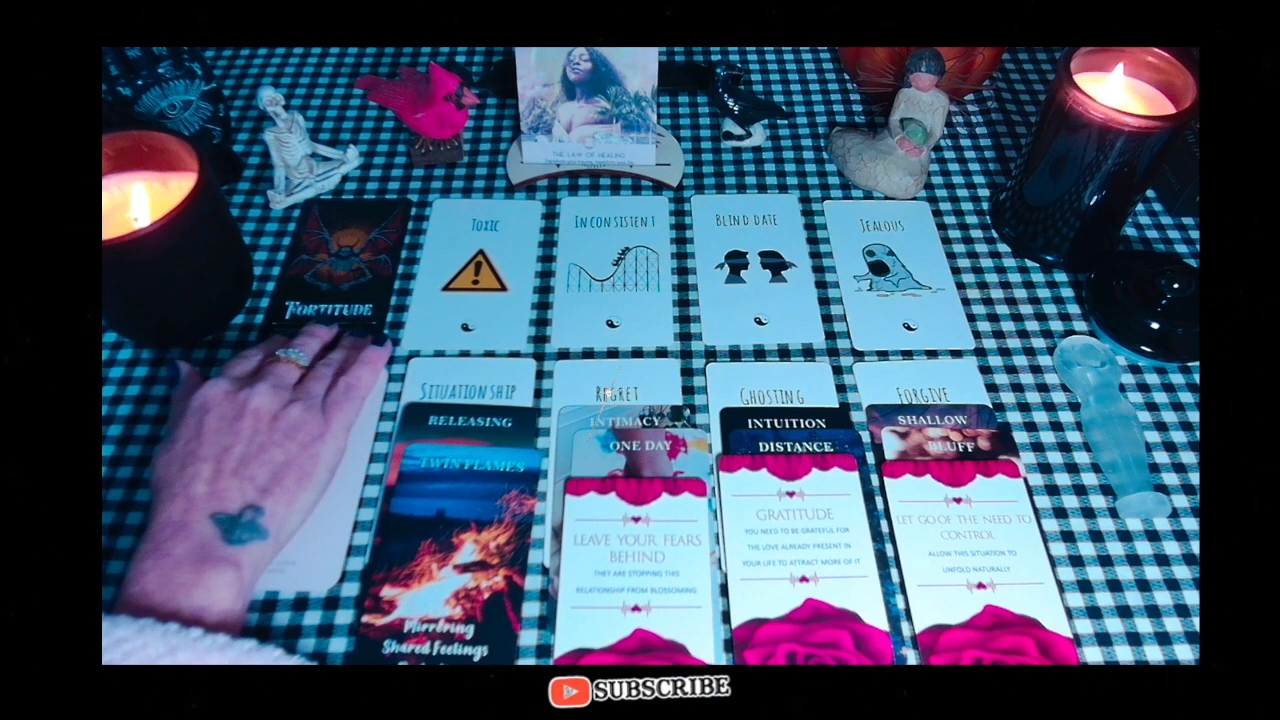 THE LAW OF HEALING
FORTITUDE
TOXIC
INCONSISTENT
BLIND DATE
JEALOUS
SITUATIONSHIP
RELEASING
TWIN FLAMES
Mirroring
Shared Feelings
REGRET
INTIMACY
ONE DAY
LEAVE YOUR FEARS
BEHIND
THEY ARE STOPPING THIS
RELATIONSHIP FROM BLOSSOMING
GHOSTING
INTUITION
DISTANCE
GRATITUDE
YOU NEED TO BE GRATEFUL FOR
THE LOVE ALREADY PRESENT IN
YOUR LIFE TO ATTRACT MORE OF IT
FORGIVE
SHALLOW
BLUFF
LET GO OF THE NEED TO
CONTROL
ALLOW THIS SITUATION TO
UNFOLD NATURALLY
SUBSCRIBE